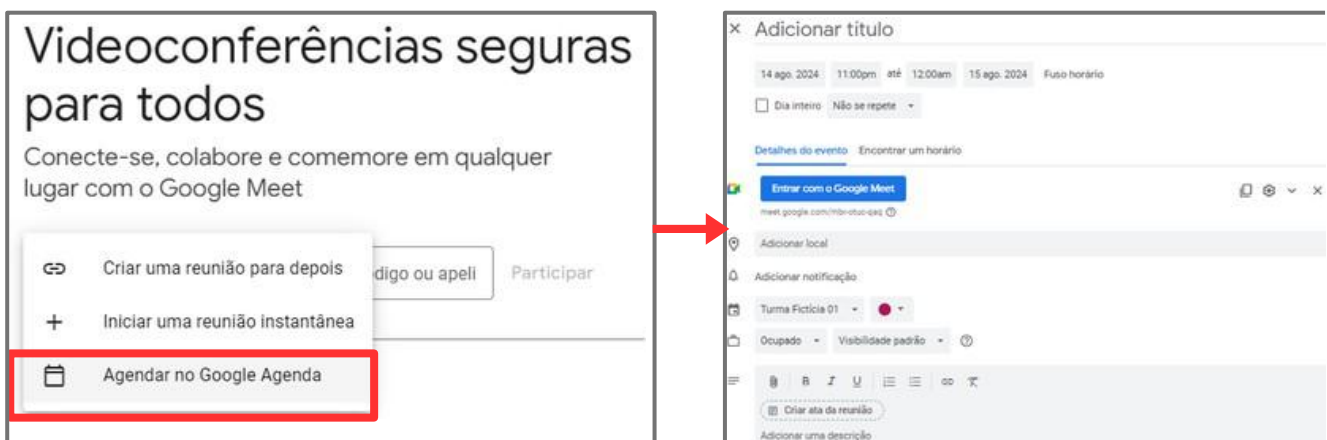 Videoconferências seguras
para todos
Conecte-se, colabore e comemore em qualquer
lugar com o Google Meet
Criar uma reunião para depois
digo ou apeli
Participar
Iniciar uma reunião instantânea
Agendar no Google Agenda
Adicionar título
14 ago. 2024 11:00pm até 12:00am 15 ago. 2024 Fuso horário
Dia inteiro Não se repete
Detalhes do evento Encontrar um horário
Entrar com o Google Meet
Adicionar local
Adicionar notificação
Turma Fictícia 01
Ocupado Visibilidade padrão
B I U
Criar ata da reunião
Adicionar uma descrição